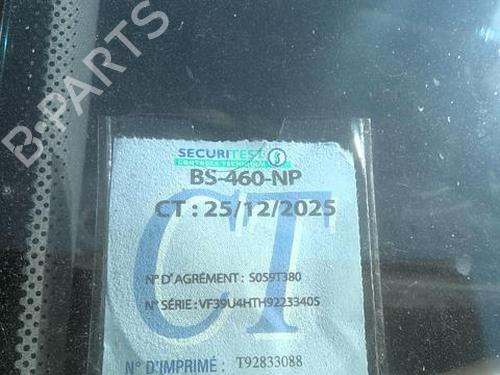 B-PARTS
SECURITEST
CONTROLE TECHNIQUE
BS-460-NP
CT : 25/12/2025
CT
N° D'AGRÉMENT : S059T380
N° SÉRIE : VF39U4HTH92233405
N° D'IMPRIMÉ : T92833088